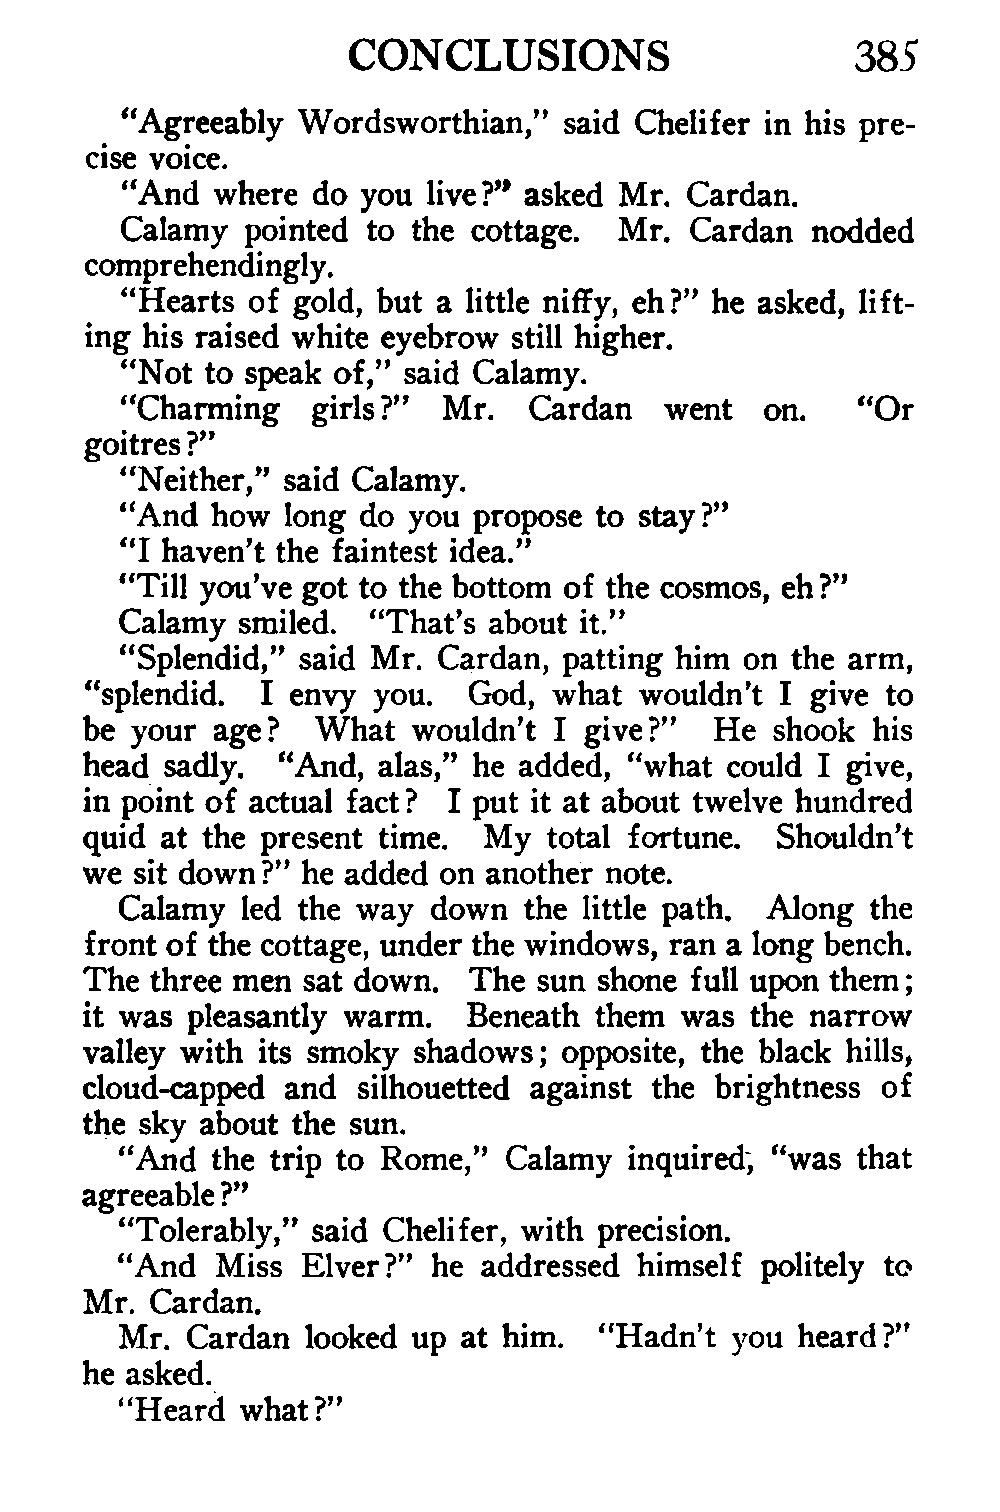 CONCLUSIONS 385
"Agreeably Wordsworthian," said Chelifer in his pre-
cise voice.
"And where do you live?" asked Mr. Cardan.
Calamy pointed to the cottage. Mr. Cardan nodded
comprehendingly.
"Hearts of gold, but a little niffy, eh?" he asked, lift-
ing his raised white eyebrow still higher.
"Not to speak of," said Calamy.
"Charming girls?" Mr. Cardan went on. "Or
goitres?"
"Neither," said Calamy.
"And how long do you propose to stay?"
"I haven't the faintest idea."
"Till you've got to the bottom of the cosmos, eh?"
Calamy smiled. "That's about it."
"Splendid," said Mr. Cardan, patting him on the arm,
"splendid. I envy you. God, what wouldn't I give to
be your age? What wouldn't I give?" He shook his
head sadly. "And, alas," he added, "what could I give,
in point of actual fact? I put it at about twelve hundred
quid at the present time. My total fortune. Shouldn't
we sit down?" he added on another note.
Calamy led the way down the little path. Along the
front of the cottage, under the windows, ran a long bench.
The three men sat down. The sun shone full upon them;
it was pleasantly warm. Beneath them was the narrow
valley with its smoky shadows; opposite, the black hills,
cloud-capped and silhouetted against the brightness of
the sky about the sun.
"And the trip to Rome," Calamy inquired, "was that
agreeable?"
"Tolerably," said Chelifer, with precision.
"And Miss Elver?" he addressed himself politely to
Mr. Cardan.
Mr. Cardan looked up at him. "Hadn't you heard?"
he asked.
"Heard what?"